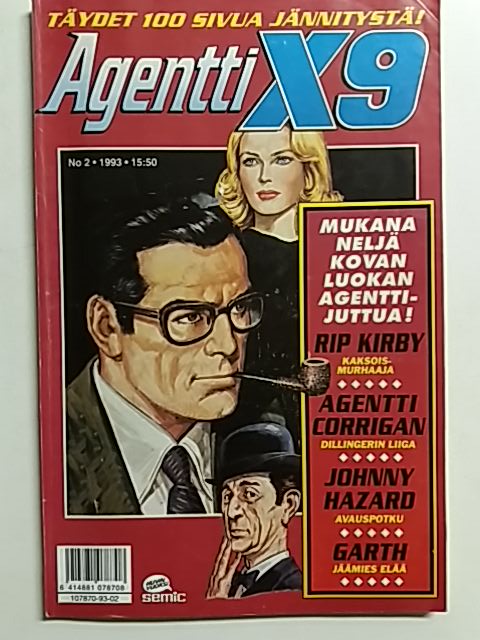 TÄYDET 100 SIVUA JÄNNITYSTÄ!
Agentti X9
No 2 • 1993 • 15:50
MUKANA
NELJÄ
KOVAN
LUOKAN
AGENTTI-
JUTTUA!
RIP KIRBY
KAKSOIS-
MURHAAJA
AGENTTI
CORRIGAN
DILLINGERIN LIIGA
JOHNNY
HAZARD
AVAUSPOTKU
GARTH
JÄÄMIES ELÄÄ
6 414881 078708
107870-93-02
semic